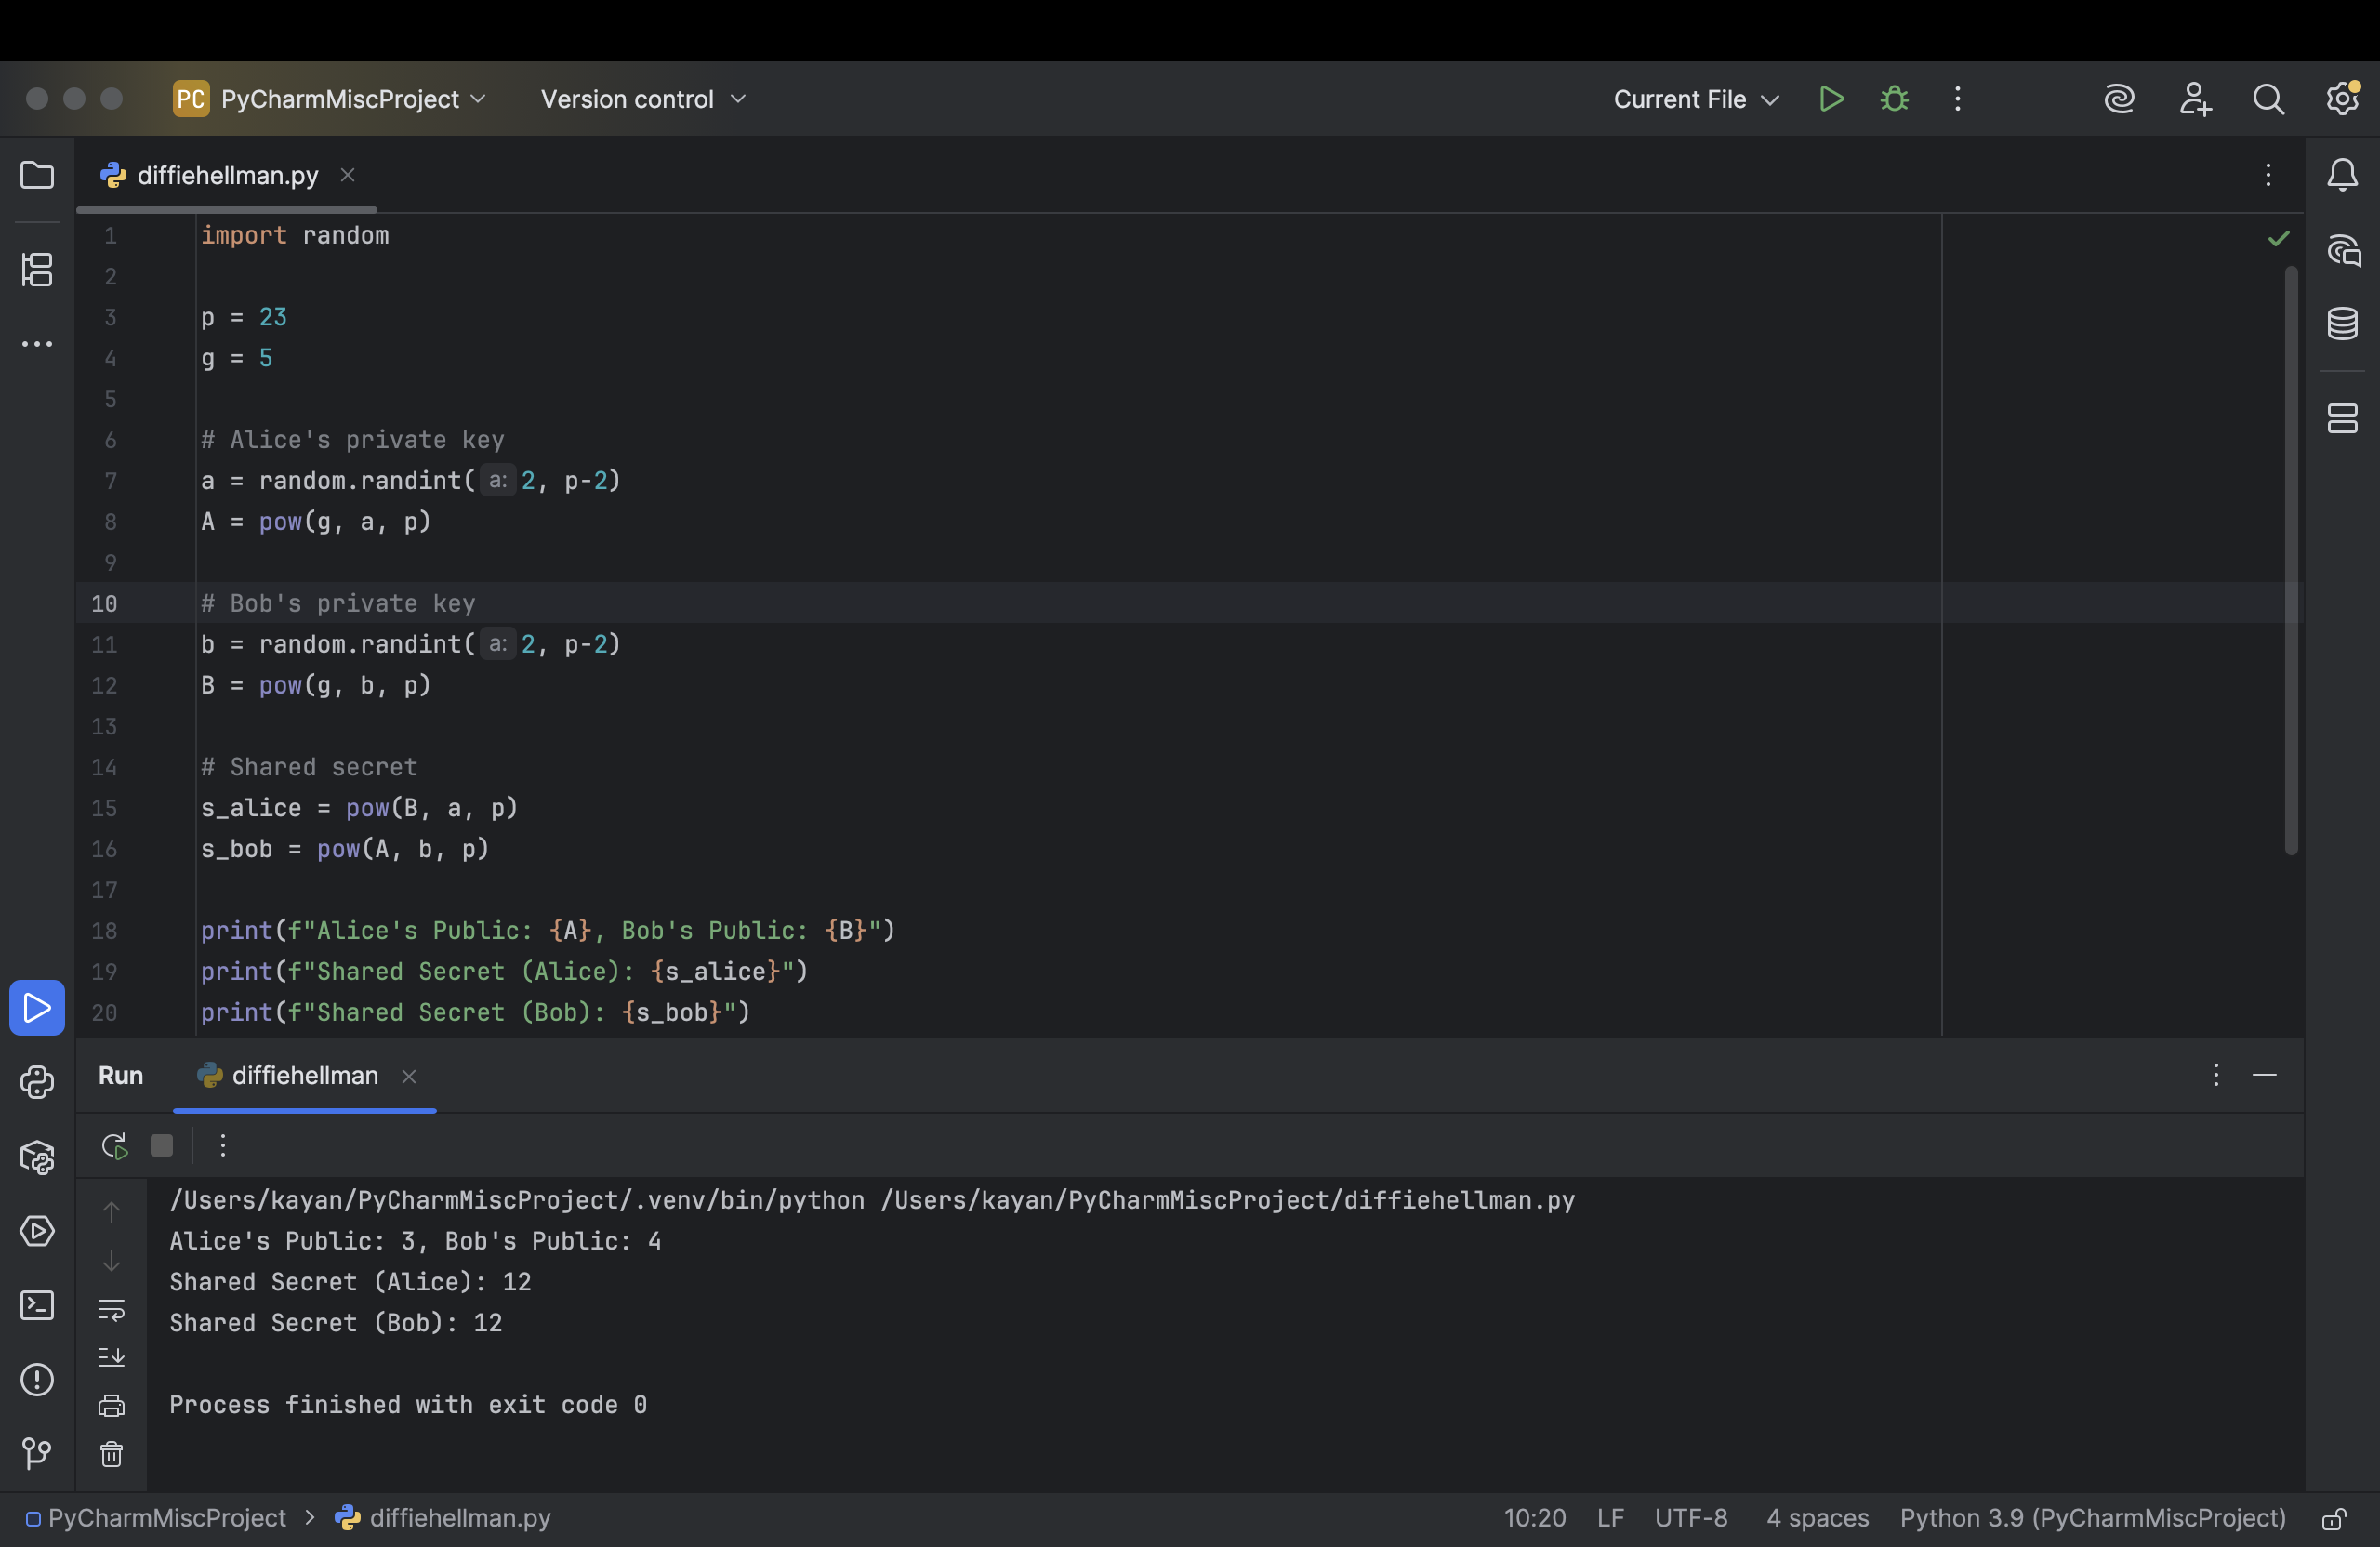 PC PyCharmMiscProject Version control Current File
diffiehellman.py
1 import random
2
3 p = 23
4 g = 5
5
6 # Alice's private key
7 a = random.randint( a: 2, p-2)
8 A = pow(g, a, p)
9
10 # Bob's private key
11 b = random.randint( a: 2, p-2)
12 B = pow(g, b, p)
13
14 # Shared secret
15 s_alice = pow(B, a, p)
16 s_bob = pow(A, b, p)
17
18 print(f"Alice's Public: {A}, Bob's Public: {B}")
19 print(f"Shared Secret (Alice): {s_alice}")
20 print(f"Shared Secret (Bob): {s_bob}")
Run diffiehellman
/Users/kayan/PyCharmMiscProject/.venv/bin/python /Users/kayan/PyCharmMiscProject/diffiehellman.py
Alice's Public: 3, Bob's Public: 4
Shared Secret (Alice): 12
Shared Secret (Bob): 12
Process finished with exit code 0
PyCharmMiscProject > diffiehellman.py 10:20 LF UTF-8 4 spaces Python 3.9 (PyCharmMiscProject)